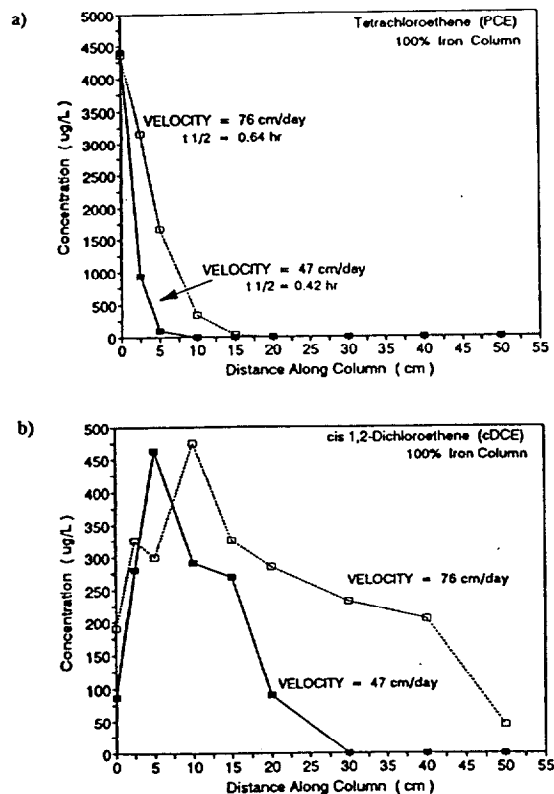 a)
Tetrachloroethene (PCE)
100% Iron Column
5000
4500
4000
3500
3000
2500
2000
1500
1000
500
0
Concentration ( ug/L )
VELOCITY = 76 cm/day
t 1/2 = 0.64 hr
VELOCITY = 47 cm/day
t 1/2 = 0.42 hr
0 5 10 15 20 25 30 35 40 45 50 55
Distance Along Column ( cm )
b)
cis 1,2-Dichloroethene (cDCE)
100% Iron Column
500
450
400
350
300
250
200
150
100
50
0
Concentration ( ug/L )
VELOCITY = 76 cm/day
VELOCITY = 47 cm/day
0 5 10 15 20 25 30 35 40 45 50 55
Distance Along Column ( cm )